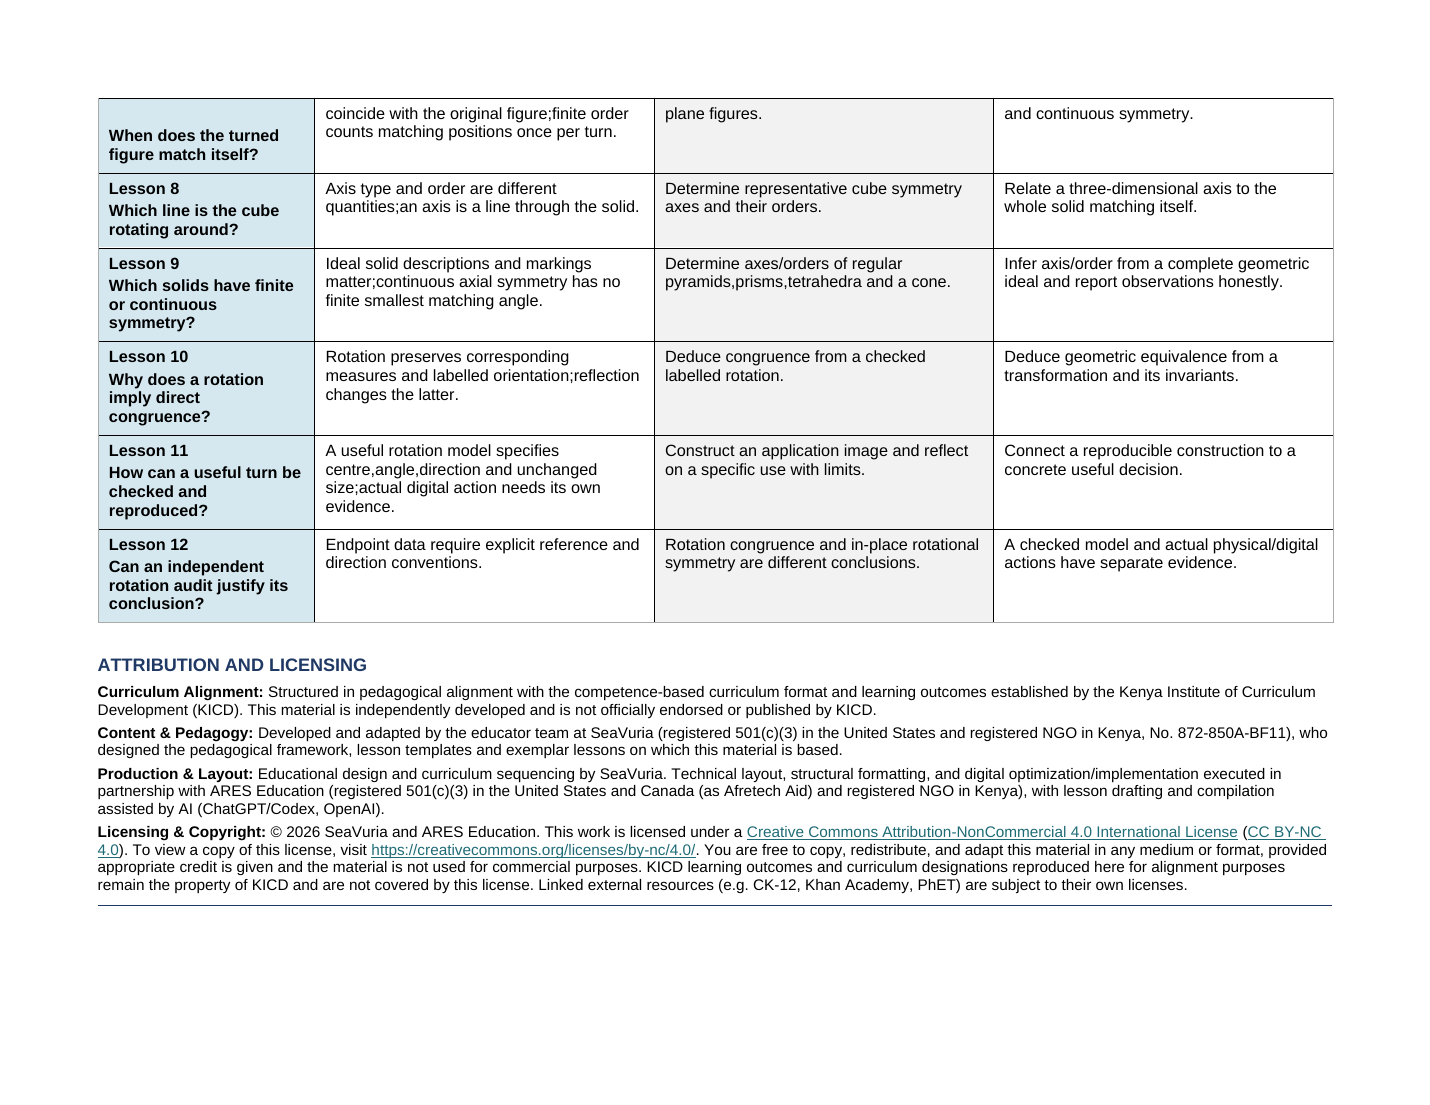 When does the turned
figure match itself?
coincide with the original figure;finite order
counts matching positions once per turn.
plane figures.
and continuous symmetry.
Lesson 8
Which line is the cube
rotating around?
Axis type and order are different
quantities;an axis is a line through the solid.
Determine representative cube symmetry
axes and their orders.
Relate a three-dimensional axis to the
whole solid matching itself.
Lesson 9
Which solids have finite
or continuous
symmetry?
Ideal solid descriptions and markings
matter;continuous axial symmetry has no
finite smallest matching angle.
Determine axes/orders of regular
pyramids,prisms,tetrahedra and a cone.
Infer axis/order from a complete geometric
ideal and report observations honestly.
Lesson 10
Why does a rotation
imply direct
congruence?
Rotation preserves corresponding
measures and labelled orientation;reflection
changes the latter.
Deduce congruence from a checked
labelled rotation.
Deduce geometric equivalence from a
transformation and its invariants.
Lesson 11
How can a useful turn be
checked and
reproduced?
A useful rotation model specifies
centre,angle,direction and unchanged
size;actual digital action needs its own
evidence.
Construct an application image and reflect
on a specific use with limits.
Connect a reproducible construction to a
concrete useful decision.
Lesson 12
Can an independent
rotation audit justify its
conclusion?
Endpoint data require explicit reference and
direction conventions.
Rotation congruence and in-place rotational
symmetry are different conclusions.
A checked model and actual physical/digital
actions have separate evidence.
ATTRIBUTION AND LICENSING
Curriculum Alignment: Structured in pedagogical alignment with the competence-based curriculum format and learning outcomes established by the Kenya Institute of Curriculum
Development (KICD). This material is independently developed and is not officially endorsed or published by KICD.
Content & Pedagogy: Developed and adapted by the educator team at SeaVuria (registered 501(c)(3) in the United States and registered NGO in Kenya, No. 872-850A-BF11), who
designed the pedagogical framework, lesson templates and exemplar lessons on which this material is based.
Production & Layout: Educational design and curriculum sequencing by SeaVuria. Technical layout, structural formatting, and digital optimization/implementation executed in
partnership with ARES Education (registered 501(c)(3) in the United States and Canada (as Afretech Aid) and registered NGO in Kenya), with lesson drafting and compilation
assisted by AI (ChatGPT/Codex, OpenAI).
Licensing & Copyright: © 2026 SeaVuria and ARES Education. This work is licensed under a Creative Commons Attribution-NonCommercial 4.0 International License (CC BY-NC
4.0). To view a copy of this license, visit https://creativecommons.org/licenses/by-nc/4.0/. You are free to copy, redistribute, and adapt this material in any medium or format, provided
appropriate credit is given and the material is not used for commercial purposes. KICD learning outcomes and curriculum designations reproduced here for alignment purposes
remain the property of KICD and are not covered by this license. Linked external resources (e.g. CK-12, Khan Academy, PhET) are subject to their own licenses.